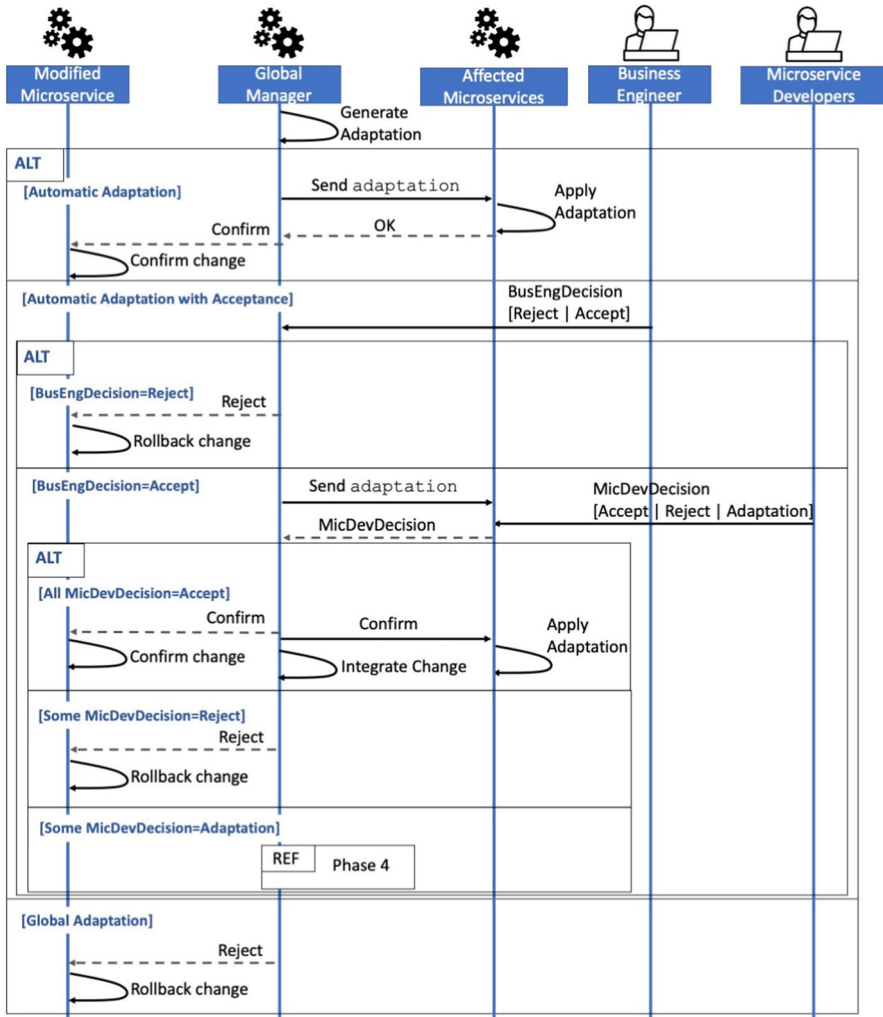 Modified
Microservice
Global
Manager
Affected
Microservices
Business
Engineer
Microservice
Developers
Generate
Adaptation
ALT
[Automatic Adaptation]
Send adaptation
Apply
Adaptation
OK
Confirm
Confirm change
[Automatic Adaptation with Acceptance]
BusEngDecision
[Reject | Accept]
ALT
[BusEngDecision=Reject]
Reject
Rollback change
[BusEngDecision=Accept]
Send adaptation
MicDevDecision
[Accept | Reject | Adaptation]
MicDevDecision
ALT
[All MicDevDecision=Accept]
Confirm
Confirm
Apply
Adaptation
Confirm change
Integrate Change
[Some MicDevDecision=Reject]
Reject
Rollback change
[Some MicDevDecision=Adaptation]
REF
Phase 4
[Global Adaptation]
Reject
Rollback change